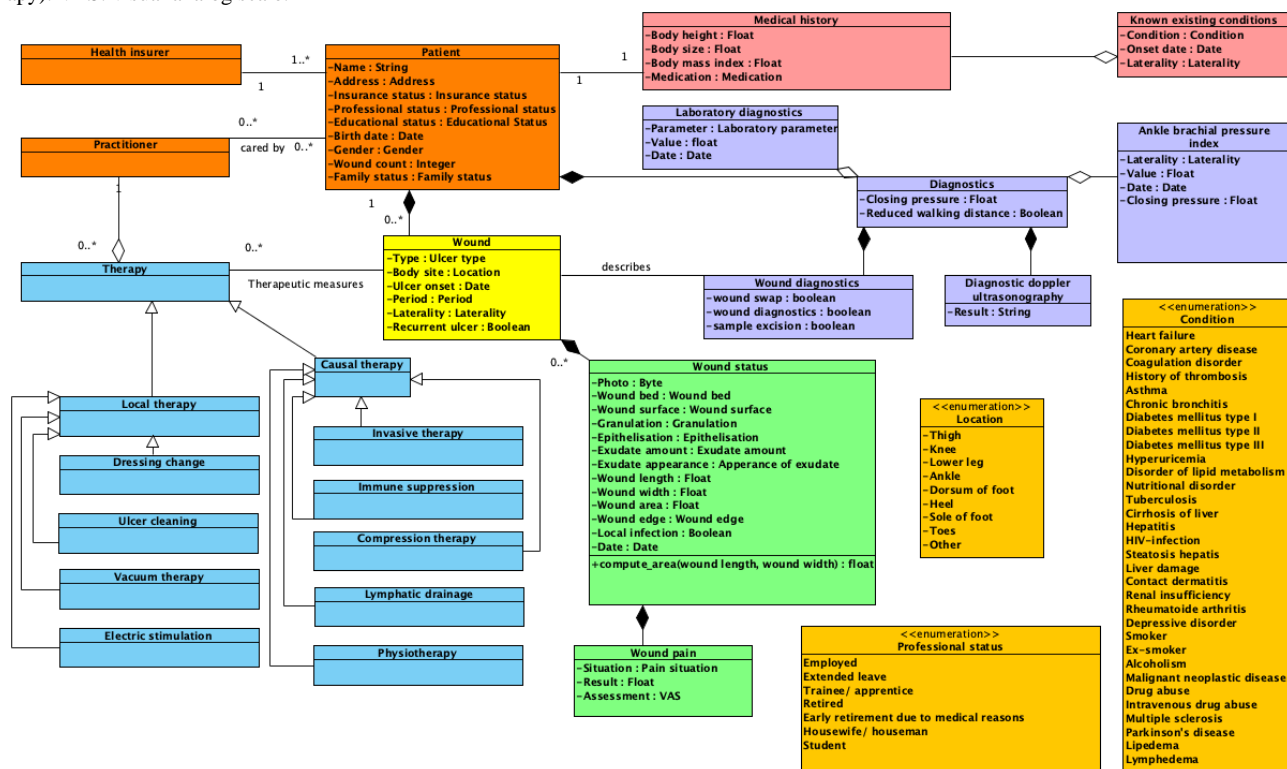 apy). VAS: visual analog scale.
Health insurer
1..*
1
Patient
-Name : String
-Address : Address
-Insurance status : Insurance status
-Professional status : Professional status
-Educational status : Educational Status
-Birth date : Date
-Gender : Gender
-Wound count : Integer
-Family status : Family status
1
1
Medical history
-Body height : Float
-Body size : Float
-Body mass index : Float
-Medication : Medication
Known existing conditions
-Condition : Condition
-Onset date : Date
-Laterality : Laterality
Practitioner
0..*
cared by
0..*
1
Laboratory diagnostics
-Parameter : Laboratory parameter
-Value : float
-Date : Date
Diagnostics
-Closing pressure : Float
-Reduced walking distance : Boolean
Ankle brachial pressure
index
-Laterality : Laterality
-Value : Float
-Date : Date
-Closing pressure : Float
1
0..*
0..*
0..*
Therapy
Therapeutic measures
Wound
-Type : Ulcer type
-Body site : Location
-Ulcer onset : Date
-Period : Period
-Laterality : Laterality
-Recurrent ulcer : Boolean
describes
Wound diagnostics
-wound swap : boolean
-wound diagnostics : boolean
-sample excision : boolean
Diagnostic doppler
ultrasonography
-Result : String
0..*
Causal therapy
Local therapy
Dressing change
Ulcer cleaning
Vacuum therapy
Electric stimulation
Invasive therapy
Immune suppression
Compression therapy
Lymphatic drainage
Physiotherapy
Wound status
-Photo : Byte
-Wound bed : Wound bed
-Wound surface : Wound surface
-Granulation : Granulation
-Epithelisation : Epithelisation
-Exudate amount : Exudate amount
-Exudate appearance : Apperance of exudate
-Wound length : Float
-Wound width : Float
-Wound area : Float
-Wound edge : Wound edge
-Local infection : Boolean
-Date : Date
+compute_area(wound length, wound width) : float
Wound pain
-Situation : Pain situation
-Result : Float
-Assessment : VAS
<<enumeration>>
Location
-Thigh
-Knee
-Lower leg
-Ankle
-Dorsum of foot
-Heel
-Sole of foot
-Toes
-Other
<<enumeration>>
Professional status
Employed
Extended leave
Trainee/ apprentice
Retired
Early retirement due to medical reasons
Housewife/ houseman
Student
<<enumeration>>
Condition
Heart failure
Coronary artery disease
Coagulation disorder
History of thrombosis
Asthma
Chronic bronchitis
Diabetes mellitus type I
Diabetes mellitus type II
Diabetes mellitus type III
Hyperuricemia
Disorder of lipid metabolism
Nutritional disorder
Tuberculosis
Cirrhosis of liver
Hepatitis
HIV-infection
Steatosis hepatis
Liver damage
Contact dermatitis
Renal insufficiency
Rheumatoide arthritis
Depressive disorder
Smoker
Ex-smoker
Alcoholism
Malignant neoplastic disease
Drug abuse
Intravenous drug abuse
Multiple sclerosis
Parkinson's disease
Lipedema
Lymphedema